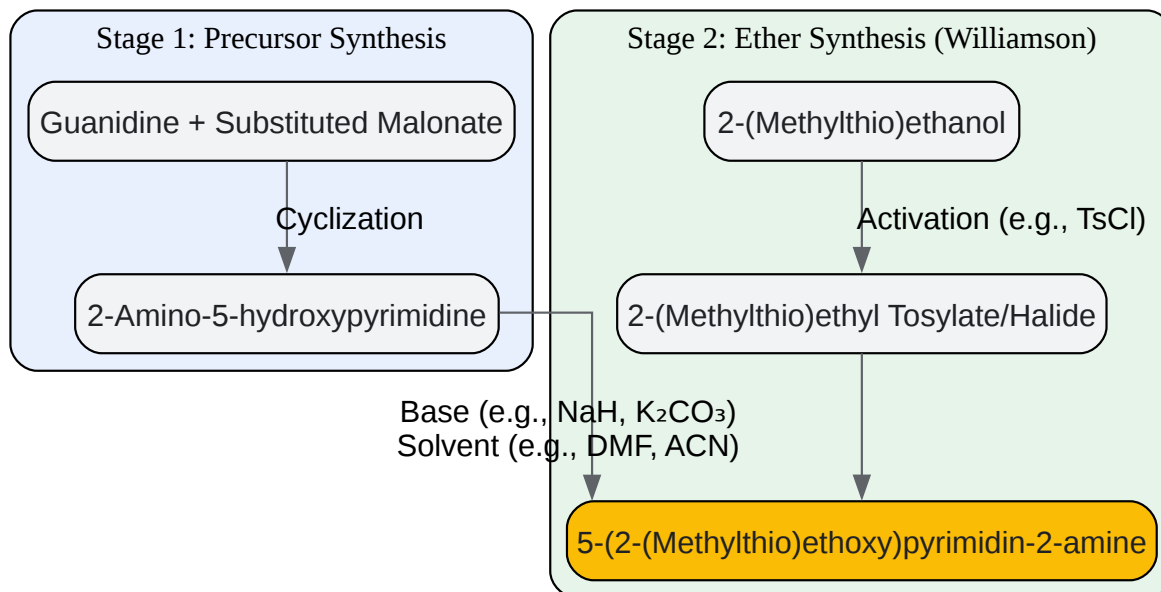 Stage 1: Precursor Synthesis
Guanidine + Substituted Malonate
Cyclization
2-Amino-5-hydroxypyrimidine
Stage 2: Ether Synthesis (Williamson)
2-(Methylthio)ethanol
Activation (e.g., TsCl)
2-(Methylthio)ethyl Tosylate/Halide
Base (e.g., NaH, K₂CO₃)
Solvent (e.g., DMF, ACN)
5-(2-(Methylthio)ethoxy)pyrimidin-2-amine